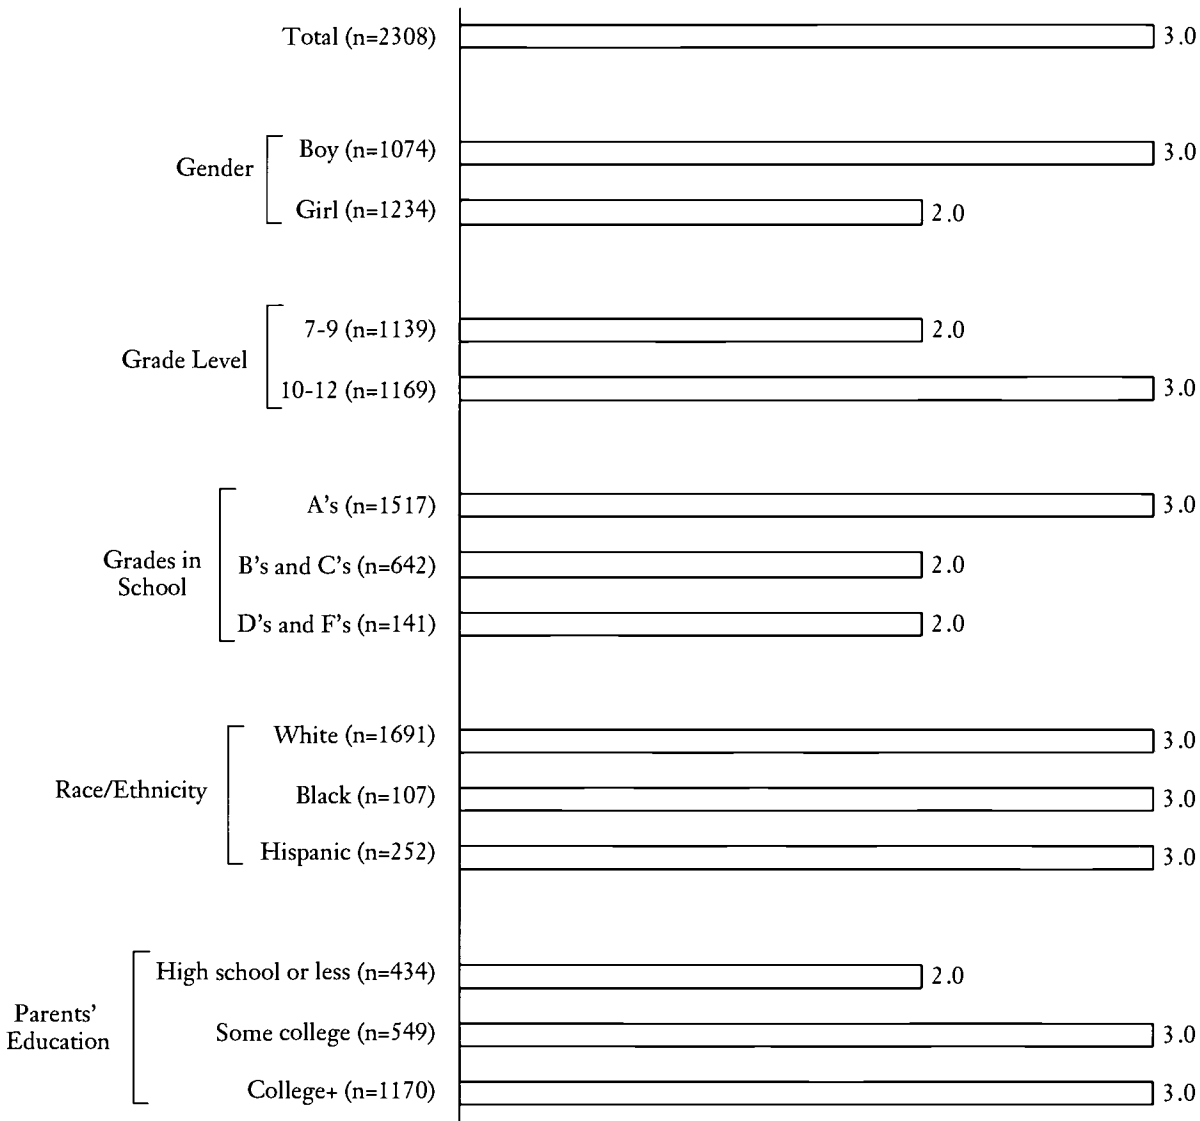 Total (n=2308) 3.0
Gender
Boy (n=1074) 3.0
Girl (n=1234) 2.0
Grade Level
7-9 (n=1139) 2.0
10-12 (n=1169) 3.0
Grades in
School
A's (n=1517) 3.0
B's and C's (n=642) 2.0
D's and F's (n=141) 2.0
Race/Ethnicity
White (n=1691) 3.0
Black (n=107) 3.0
Hispanic (n=252) 3.0
Parents'
Education
High school or less (n=434) 2.0
Some college (n=549) 3.0
College+ (n=1170) 3.0